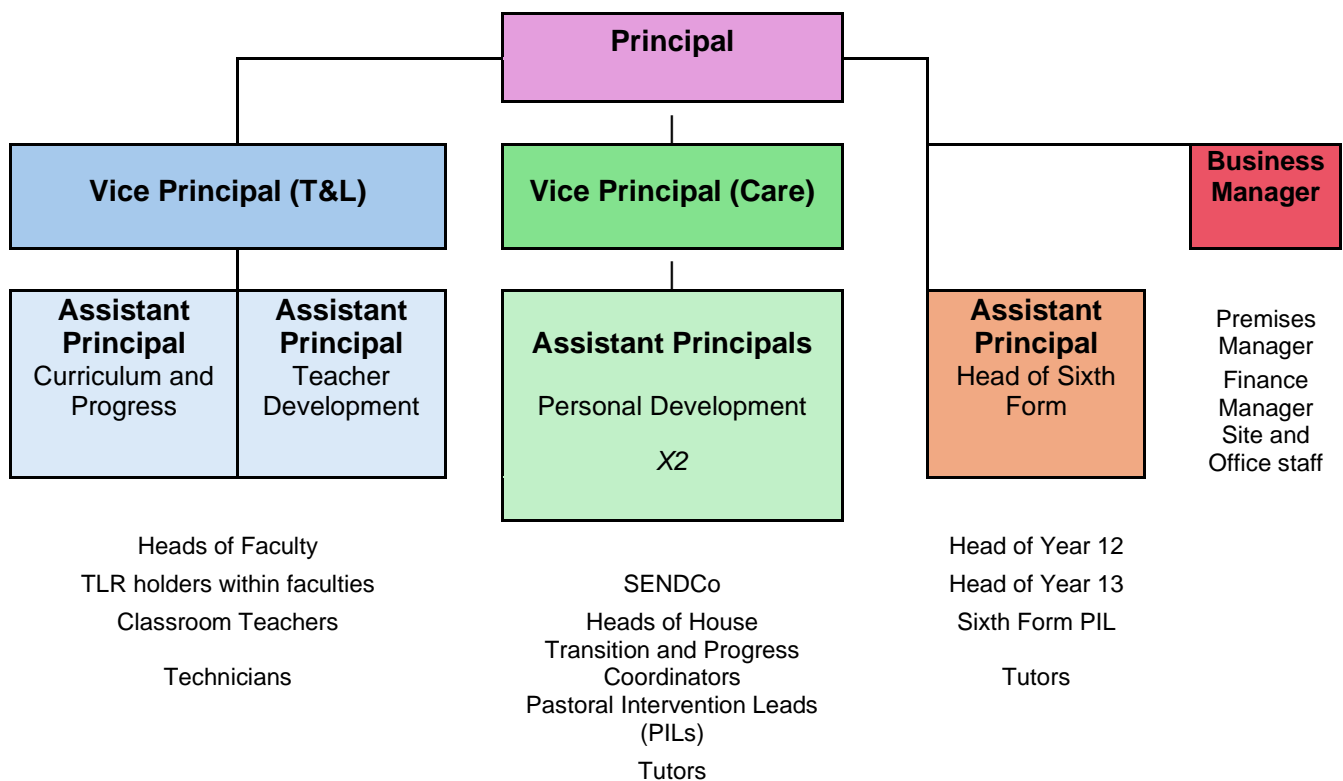 Principal
Vice Principal (T&L)
Vice Principal (Care)
Business
Manager
Assistant
Principal
Curriculum and
Progress
Assistant
Principal
Teacher
Development
Assistant Principals
Personal Development
X2
Assistant
Principal
Head of Sixth
Form
Premises
Manager
Finance
Manager
Site and
Office staff
Heads of Faculty
TLR holders within faculties
Classroom Teachers
Technicians
SENDCo
Heads of House
Transition and Progress
Coordinators
Pastoral Intervention Leads
(PILs)
Tutors
Head of Year 12
Head of Year 13
Sixth Form PIL
Tutors